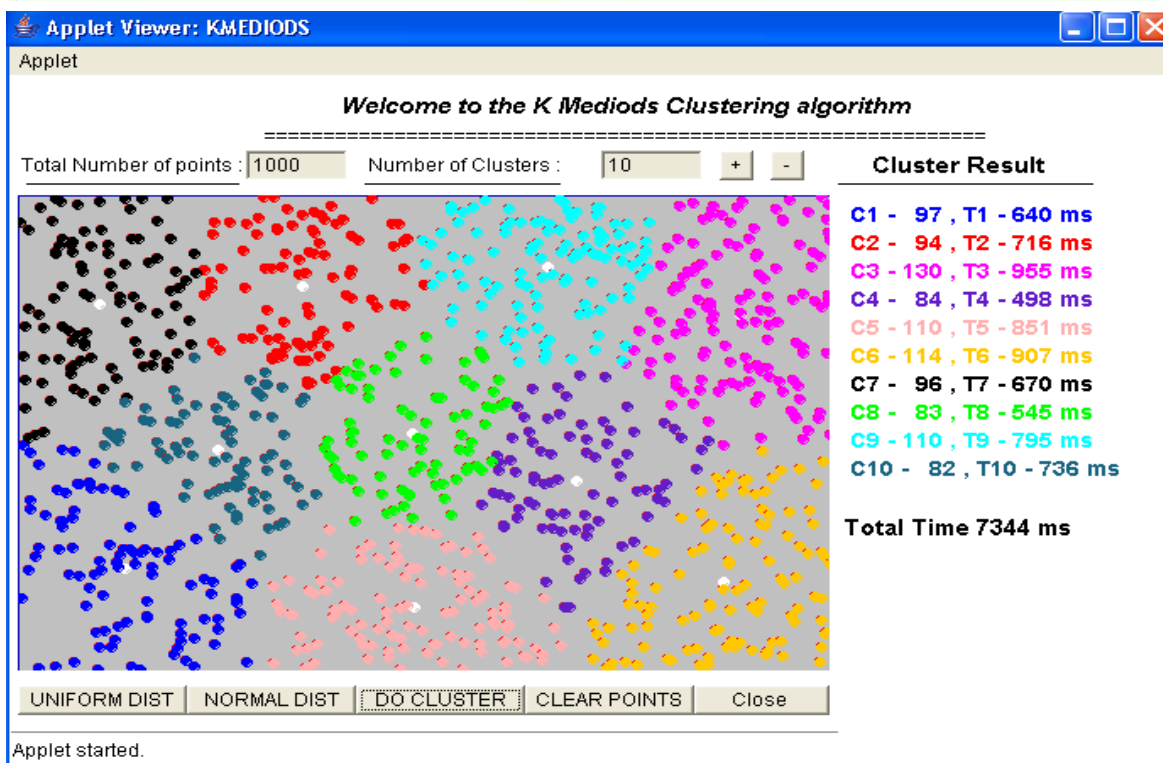 Applet Viewer: KMEDIODS
Applet
Welcome to the K Mediods Clustering algorithm
=============================================================
Total Number of points : 1000 Number of Clusters : 10 + -
Cluster Result
C1 - 97 , T1 - 640 ms
C2 - 94 , T2 - 716 ms
C3 - 130 , T3 - 955 ms
C4 - 84 , T4 - 498 ms
C5 - 110 , T5 - 851 ms
C6 - 114 , T6 - 907 ms
C7 - 96 , T7 - 670 ms
C8 - 83 , T8 - 545 ms
C9 - 110 , T9 - 795 ms
C10 - 82 , T10 - 736 ms
Total Time 7344 ms
UNIFORM DIST NORMAL DIST DO CLUSTER CLEAR POINTS Close
Applet started.